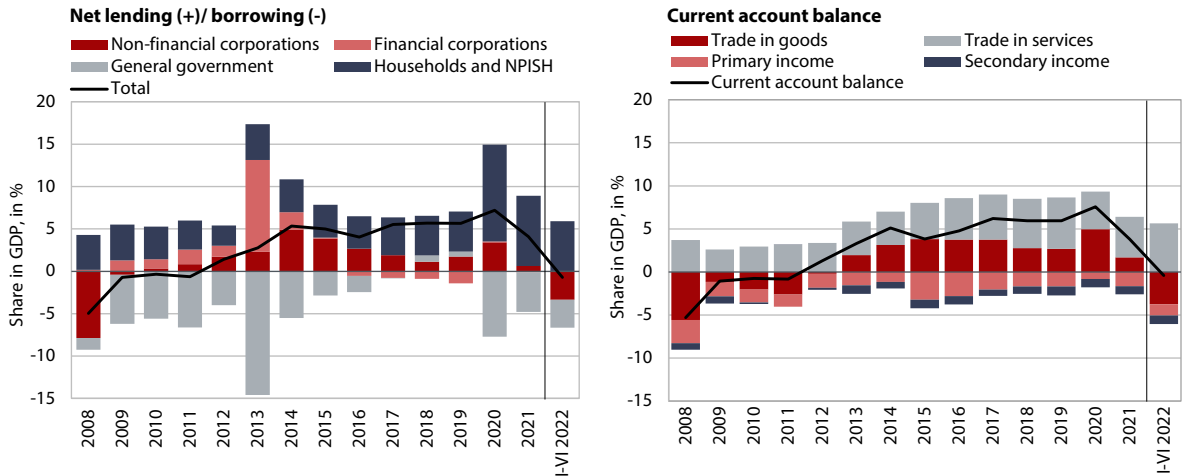 Net lending (+)/ borrowing (-)
Non-financial corporations
Financial corporations
General government
Households and NPISH
Total
Share in GDP, in %
20
15
10
5
0
-5
-10
-15
2008
2009
2010
2011
2012
2013
2014
2015
2016
2017
2018
2019
2020
2021
I-VI 2022
Current account balance
Trade in goods
Trade in services
Primary income
Secondary income
Current account balance
Share in GDP, in %
20
15
10
5
0
-5
-10
-15
2008
2009
2010
2011
2012
2013
2014
2015
2016
2017
2018
2019
2020
2021
I-VI 2022